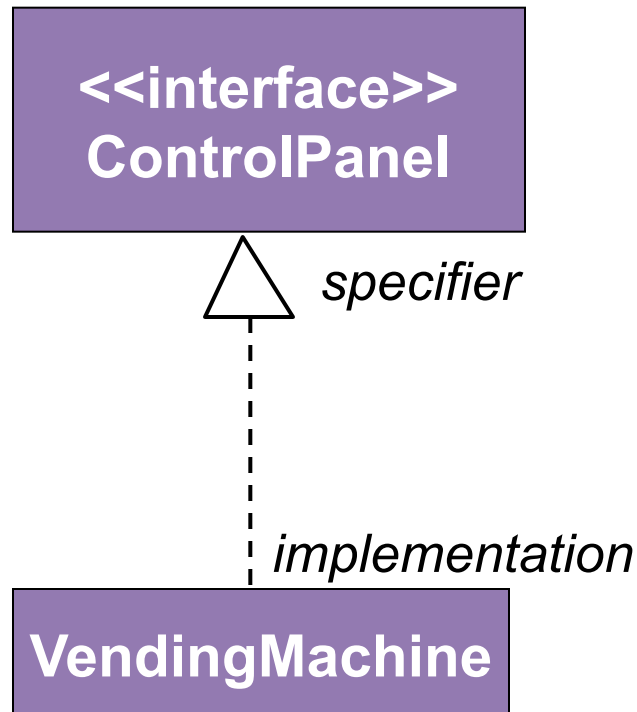 <<interface>>
ControlPanel
specifier
implementation
VendingMachine